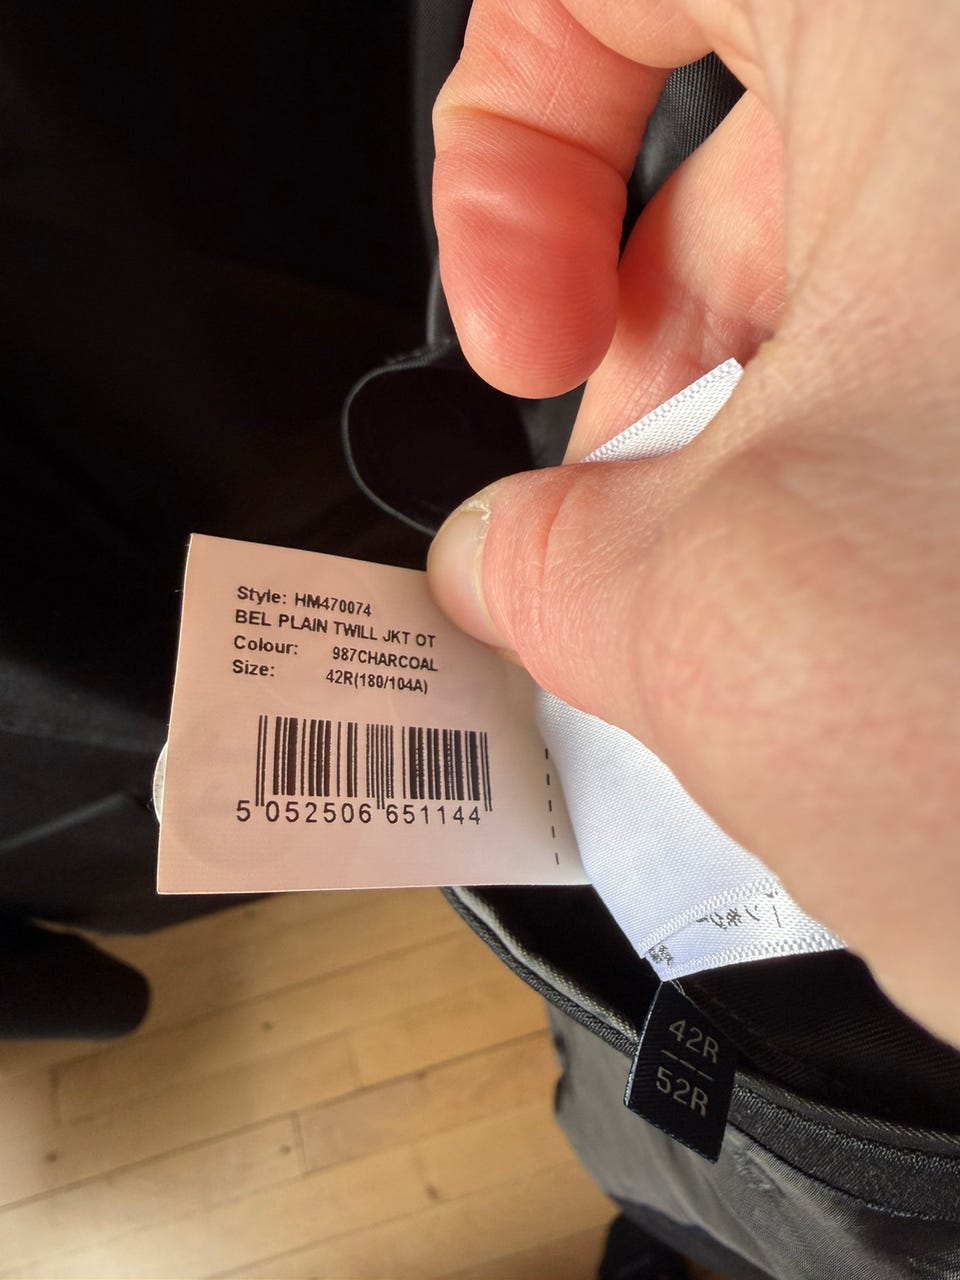 Style: HM470074
BEL PLAIN TWILL JKT OT
Colour: 987CHARCOAL
Size: 42R(180/104A)
5 052506 651144
42R
52R